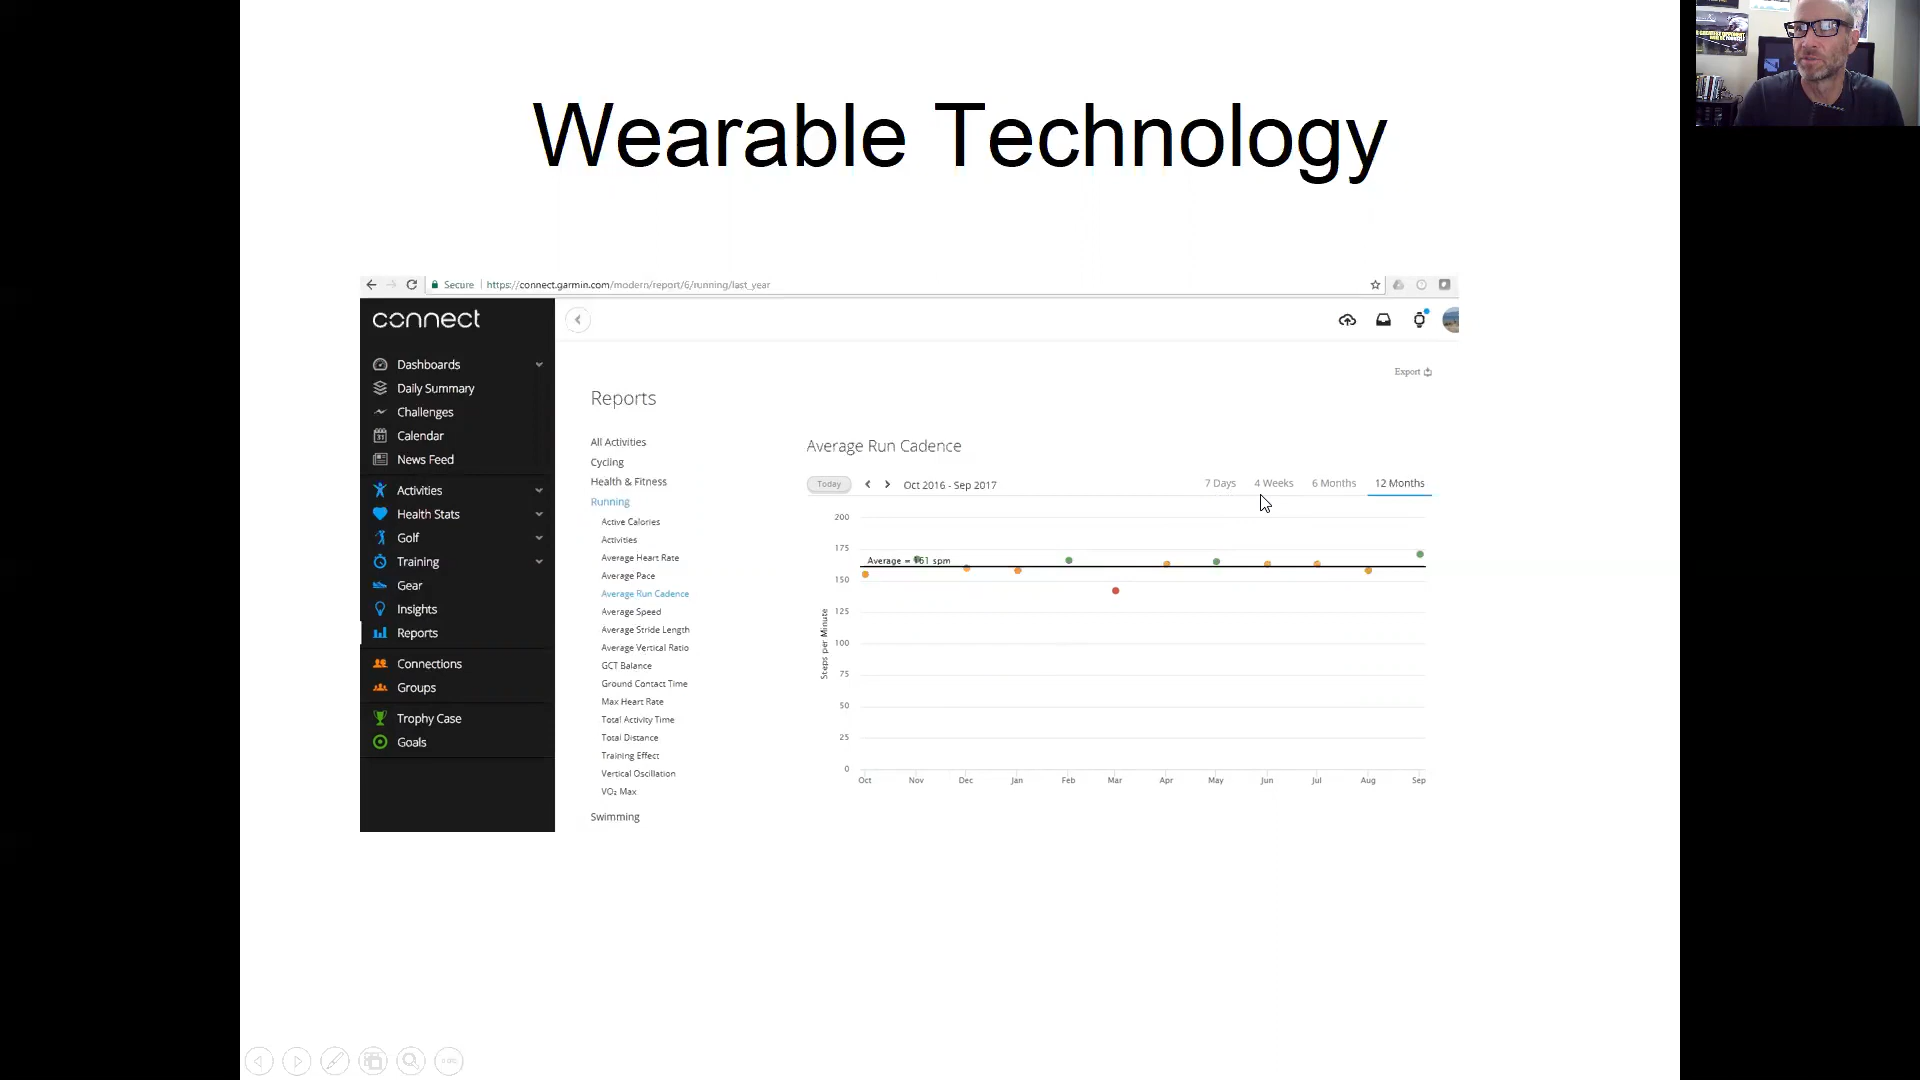 Wearable Technology
Secure | https://connect.garmin.com/modern/report/6/running/last_year
connect
Dashboards
Daily Summary
Challenges
Calendar
News Feed
Activities
Health Stats
Golf
Training
Gear
Insights
Reports
Connections
Groups
Trophy Case
Goals
Export
Reports
All Activities
Cycling
Health & Fitness
Running
Active Calories
Activities
Average Heart Rate
Average Pace
Average Run Cadence
Average Speed
Average Stride Length
Average Vertical Ratio
GCT Balance
Ground Contact Time
Max Heart Rate
Total Activity Time
Total Distance
Training Effect
Vertical Oscillation
VO₂ Max
Swimming
Average Run Cadence
Today
Oct 2016 - Sep 2017
7 Days 4 Weeks 6 Months 12 Months
Steps per Minute
200
175
Average = 161 spm
150
125
100
75
50
25
0
Oct Nov Dec Jan Feb Mar Apr May Jun Jul Aug Sep